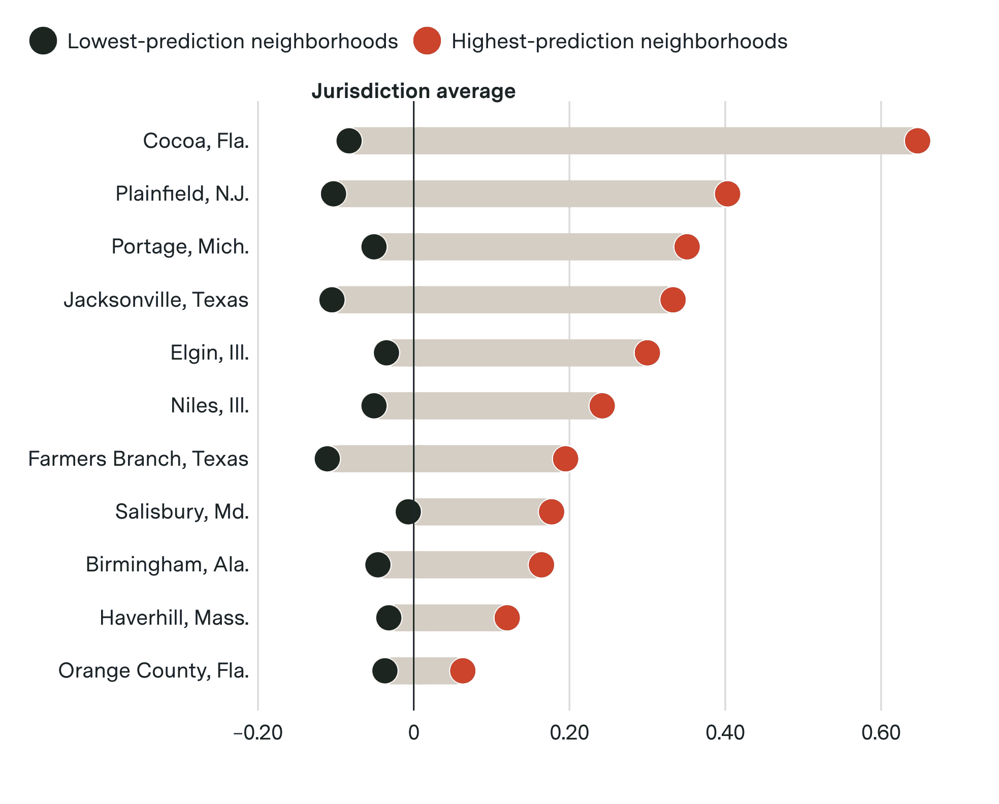 Lowest-prediction neighborhoods Highest-prediction neighborhoods
Jurisdiction average
Cocoa, Fla.
Plainfield, N.J.
Portage, Mich.
Jacksonville, Texas
Elgin, Ill.
Niles, Ill.
Farmers Branch, Texas
Salisbury, Md.
Birmingham, Ala.
Haverhill, Mass.
Orange County, Fla.
−0.20 0 0.20 0.40 0.60